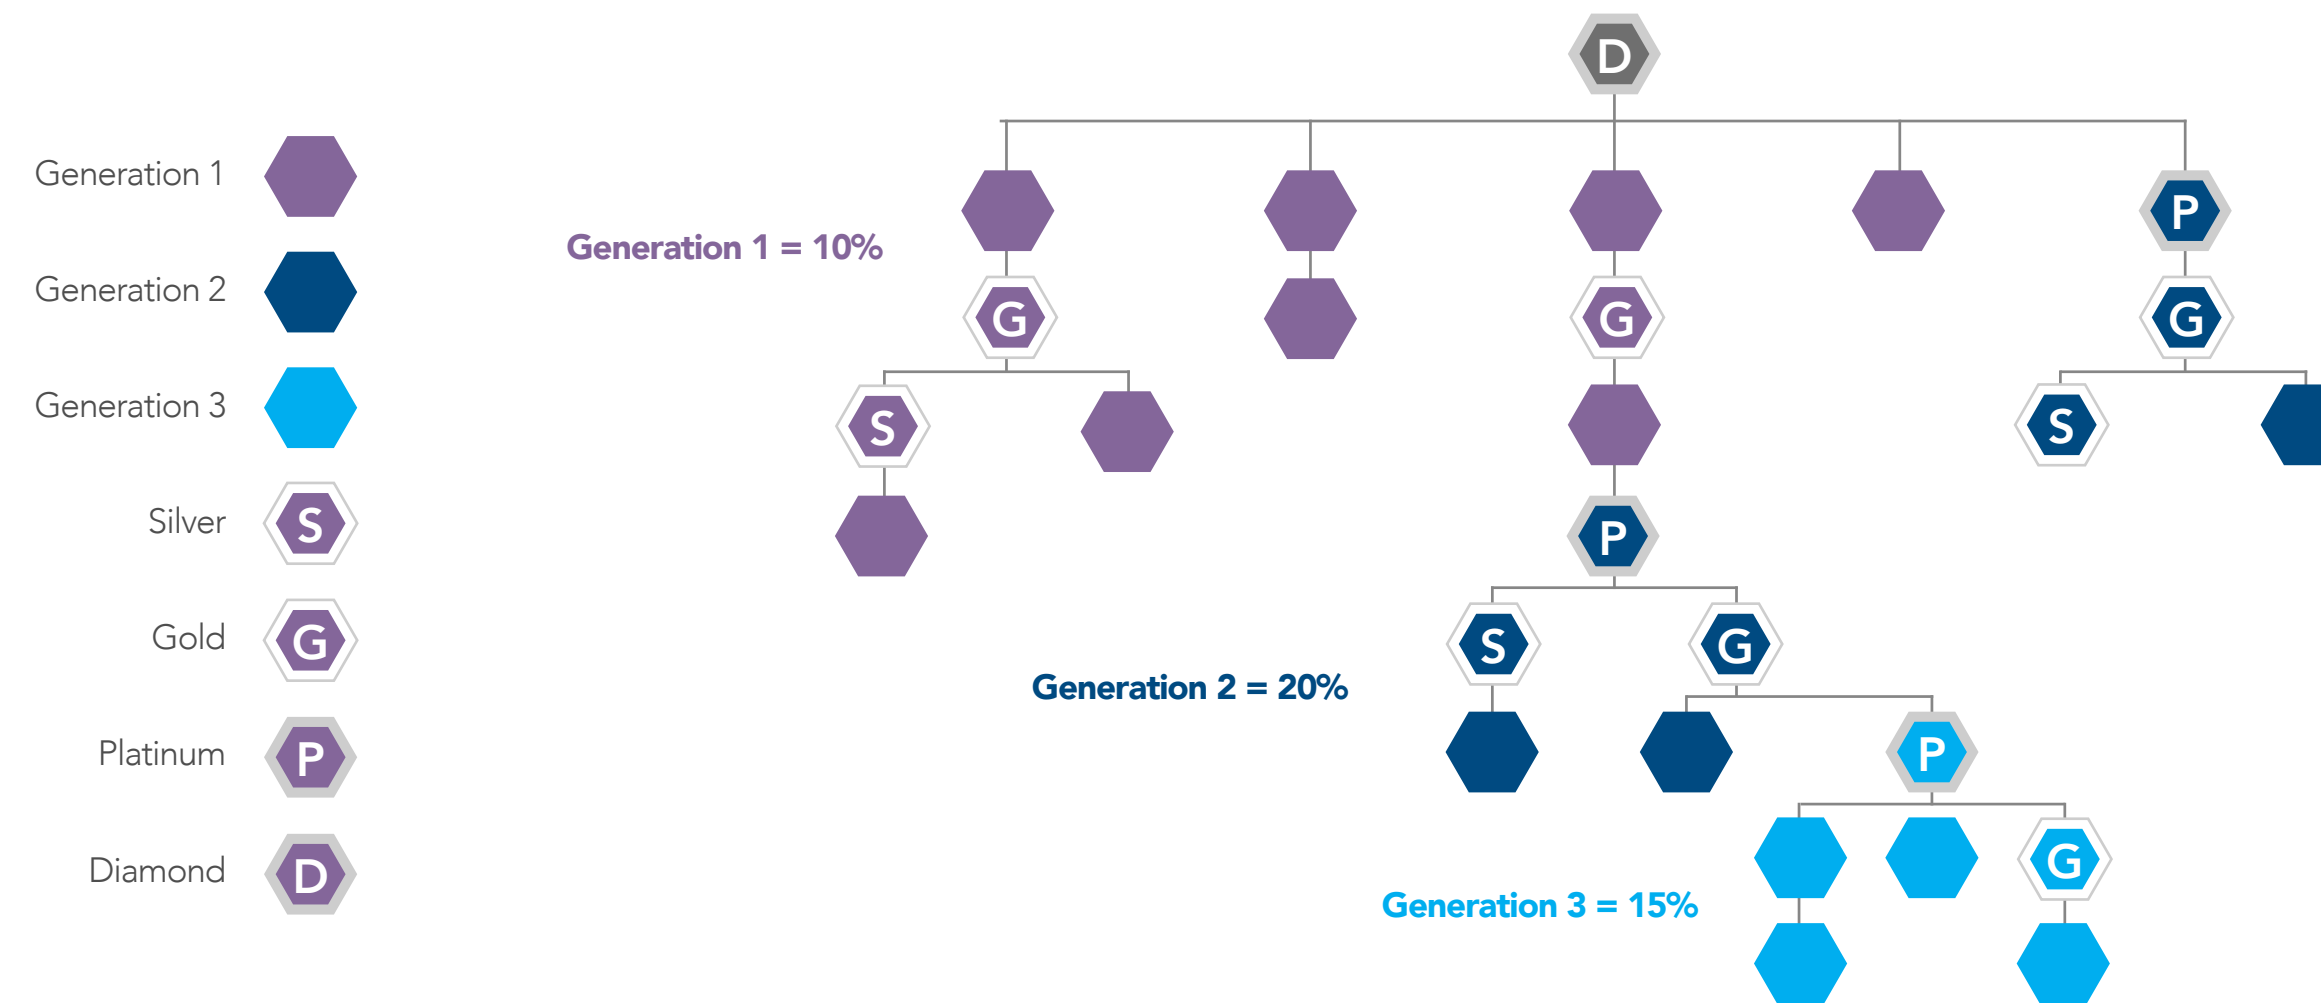 D
Generation 1
P
Generation 1 = 10%
Generation 2
G
G
G
Generation 3
S
S
Silver
S
P
Gold
G
S
G
Generation 2 = 20%
Platinum
P
P
Diamond
D
G
Generation 3 = 15%